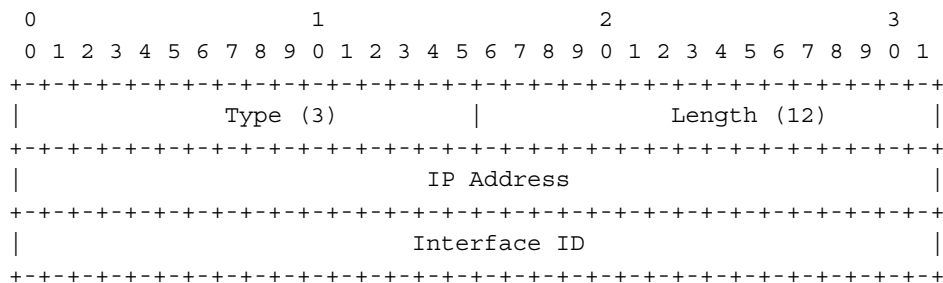 0                   1                   2                   3
 0 1 2 3 4 5 6 7 8 9 0 1 2 3 4 5 6 7 8 9 0 1 2 3 4 5 6 7 8 9 0 1
+-+-+-+-+-+-+-+-+-+-+-+-+-+-+-+-+-+-+-+-+-+-+-+-+-+-+-+-+-+-+-+-+
|              Type (3)         |             Length (12)       |
+-+-+-+-+-+-+-+-+-+-+-+-+-+-+-+-+-+-+-+-+-+-+-+-+-+-+-+-+-+-+-+-+
|                            IP Address                         |
+-+-+-+-+-+-+-+-+-+-+-+-+-+-+-+-+-+-+-+-+-+-+-+-+-+-+-+-+-+-+-+-+
|                           Interface ID                        |
+-+-+-+-+-+-+-+-+-+-+-+-+-+-+-+-+-+-+-+-+-+-+-+-+-+-+-+-+-+-+-+-+